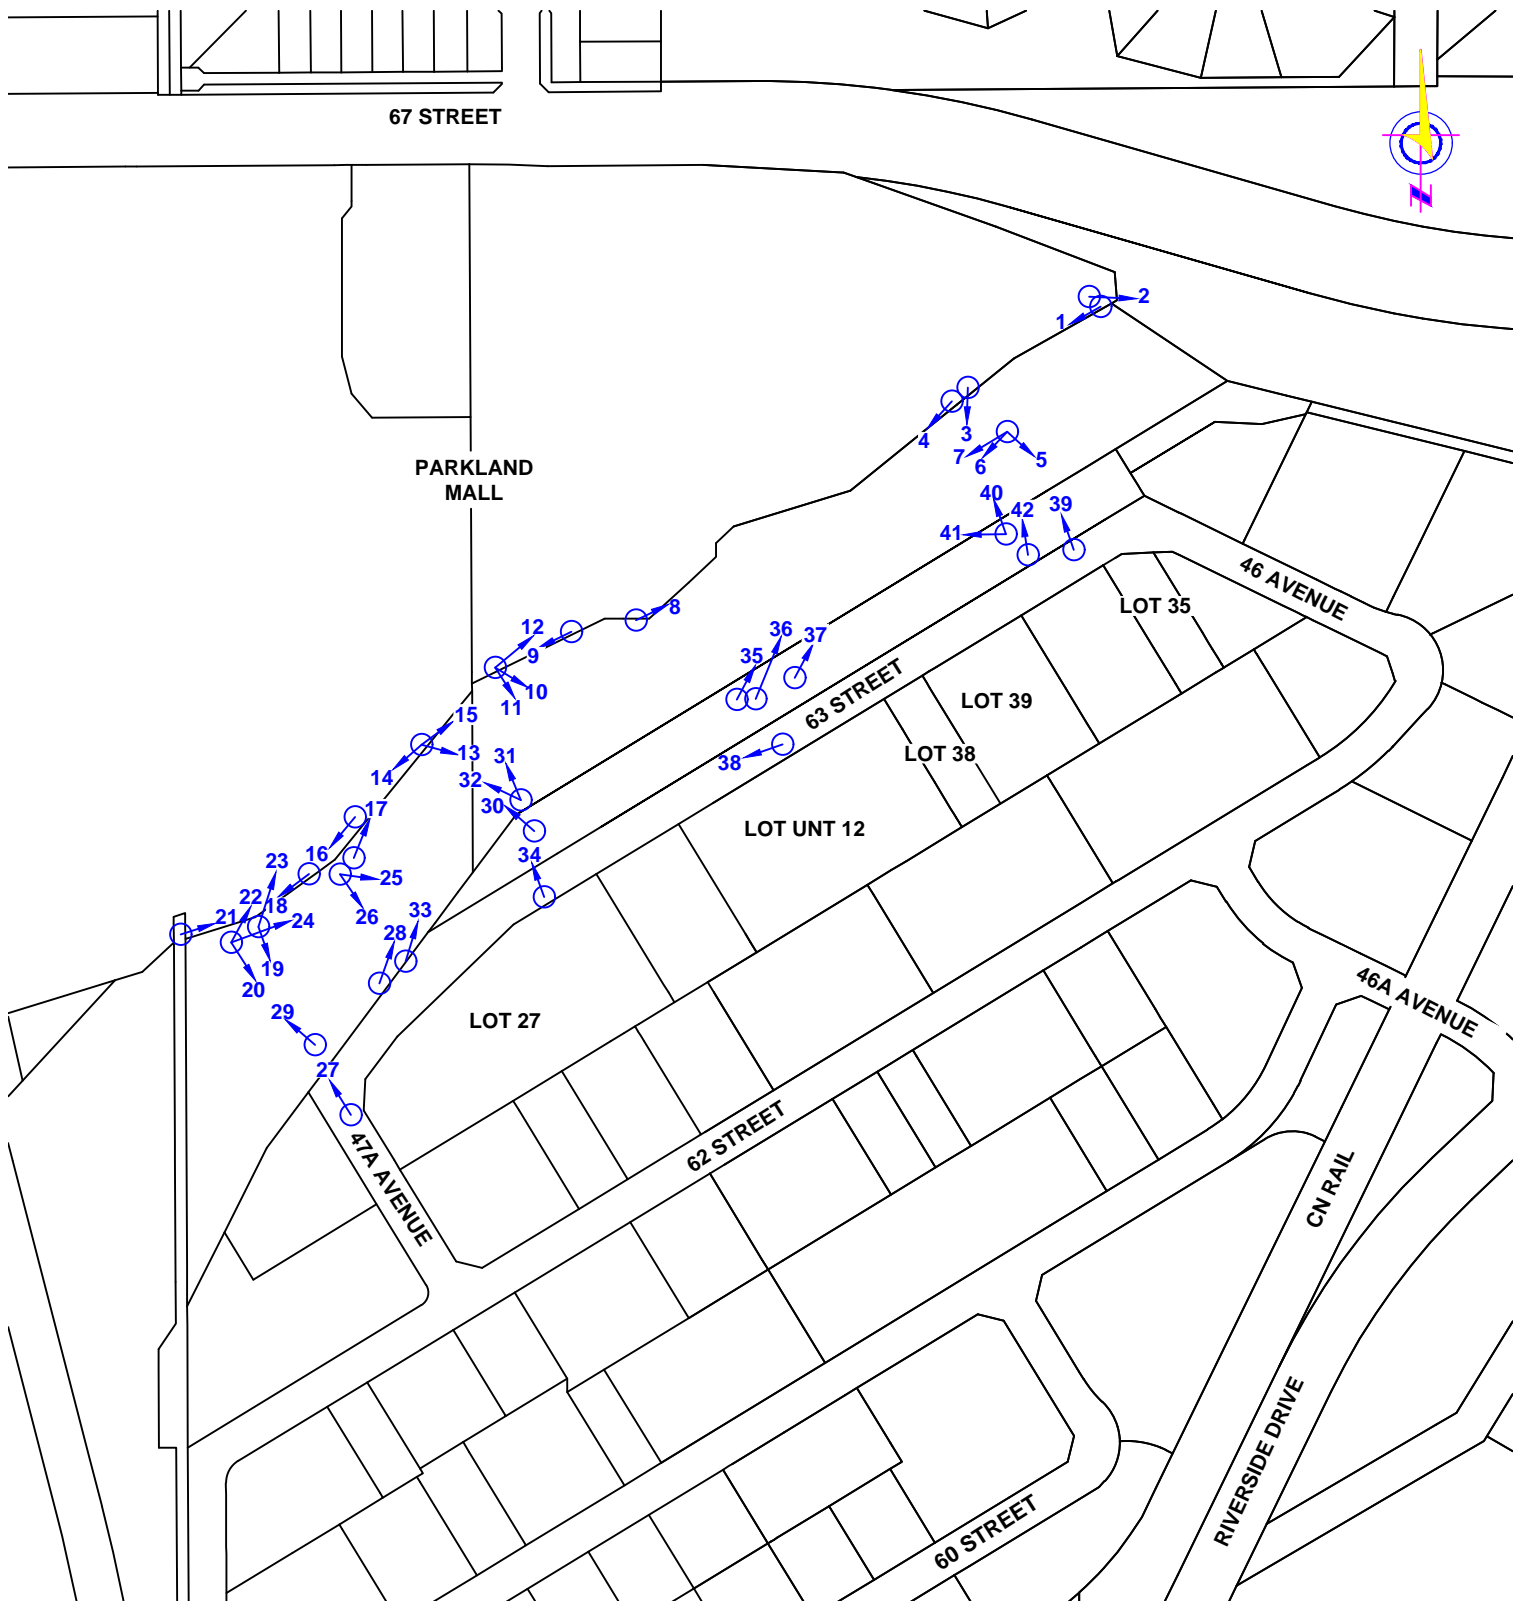 67 STREET
N
2
1
3
4
7
6
5
PARKLAND
MALL
40
42
39
41
46 AVENUE
LOT 35
8
12
9
10
11
36
35
37
63 STREET
LOT 39
LOT 38
15
13
14
38
31
32
30
LOT UNT 12
17
16
34
23
25
22
18
26
21
24
33
28
19
20
29
LOT 27
46A AVENUE
27
47A AVENUE
62 STREET
CN RAIL
RIVERSIDE DRIVE
60 STREET